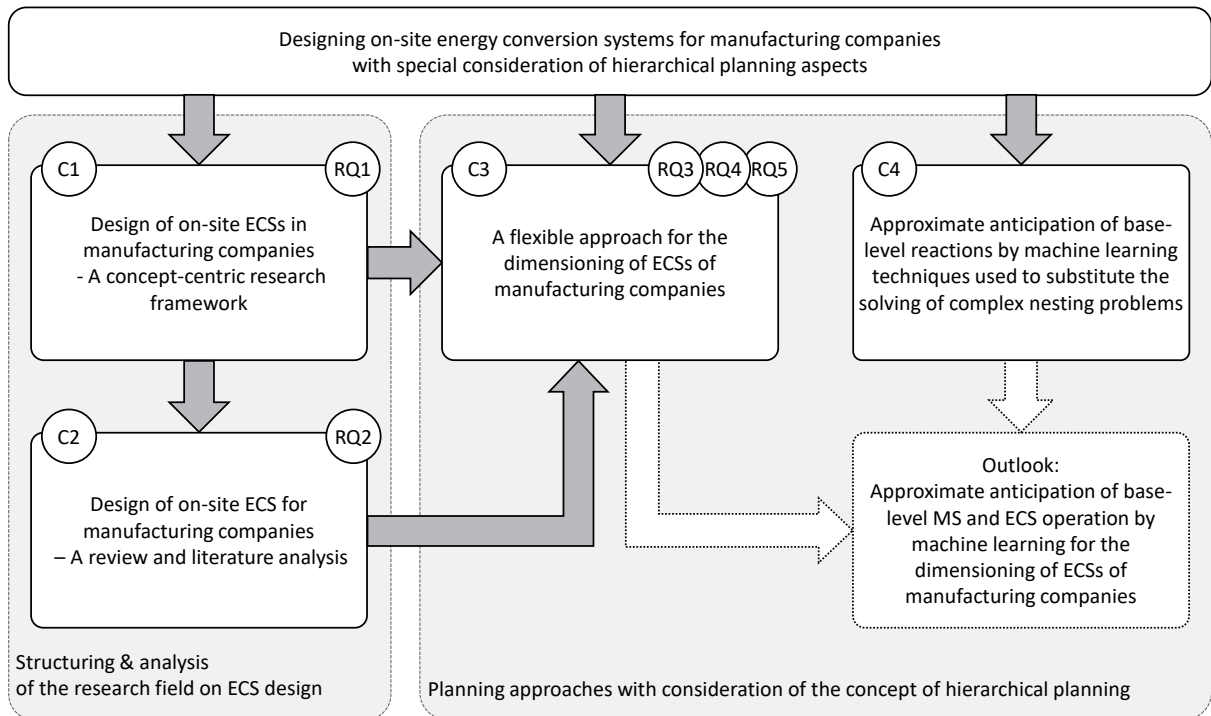 Designing on-site energy conversion systems for manufacturing companies
with special consideration of hierarchical planning aspects
C1
RQ1
Design of on-site ECSs in
manufacturing companies
- A concept-centric research
framework
C2
RQ2
Design of on-site ECS for
manufacturing companies
– A review and literature analysis
Structuring & analysis
of the research field on ECS design
C3
RQ3
RQ4
RQ5
A flexible approach for the
dimensioning of ECSs of
manufacturing companies
C4
Approximate anticipation of base-
level reactions by machine learning
techniques used to substitute the
solving of complex nesting problems
Outlook:
Approximate anticipation of base-
level MS and ECS operation by
machine learning for the
dimensioning of ECSs of
manufacturing companies
Planning approaches with consideration of the concept of hierarchical planning